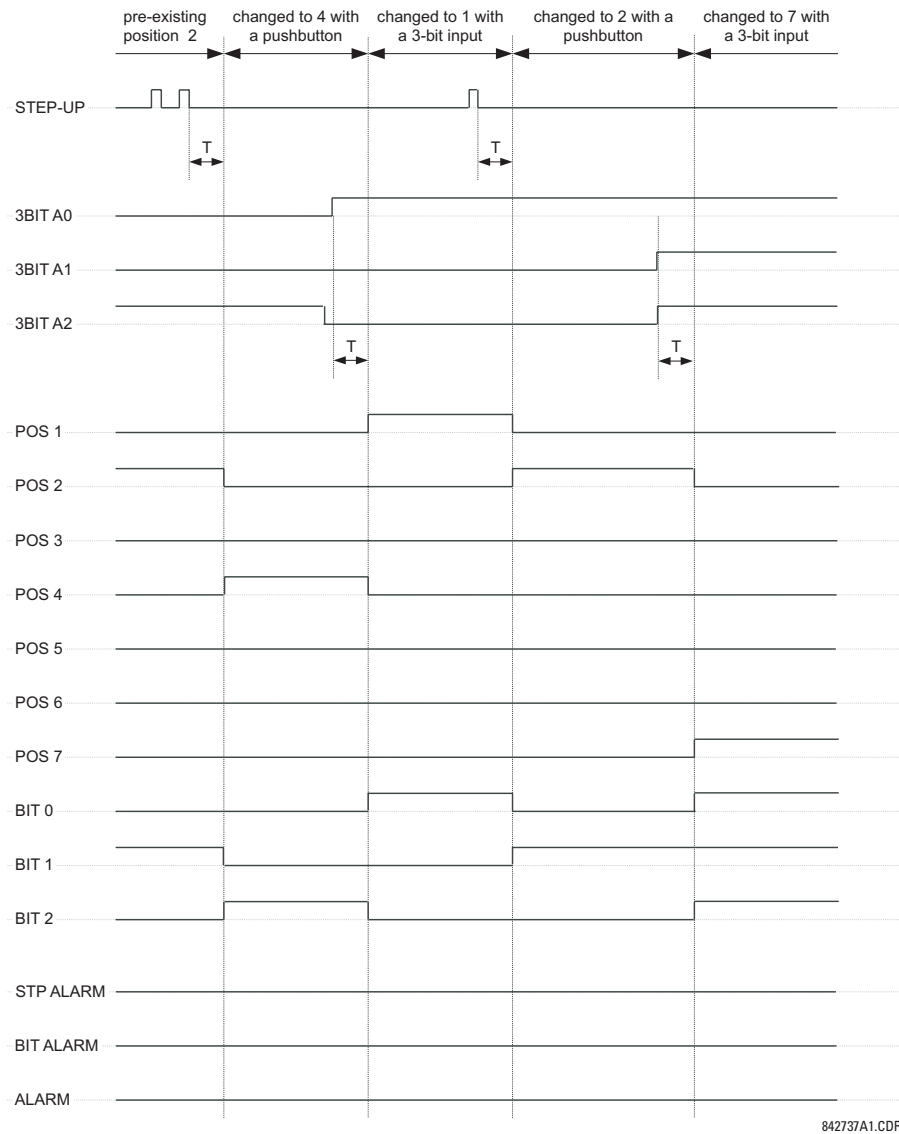 pre-existing
position 2
changed to 4 with
a pushbutton
changed to 1 with
a 3-bit input
changed to 2 with a
pushbutton
changed to 7 with
a 3-bit input
STEP-UP
T
T
3BIT A0
3BIT A1
3BIT A2
T
T
POS 1
POS 2
POS 3
POS 4
POS 5
POS 6
POS 7
BIT 0
BIT 1
BIT 2
STP ALARM
BIT ALARM
ALARM
842737A1.CDR